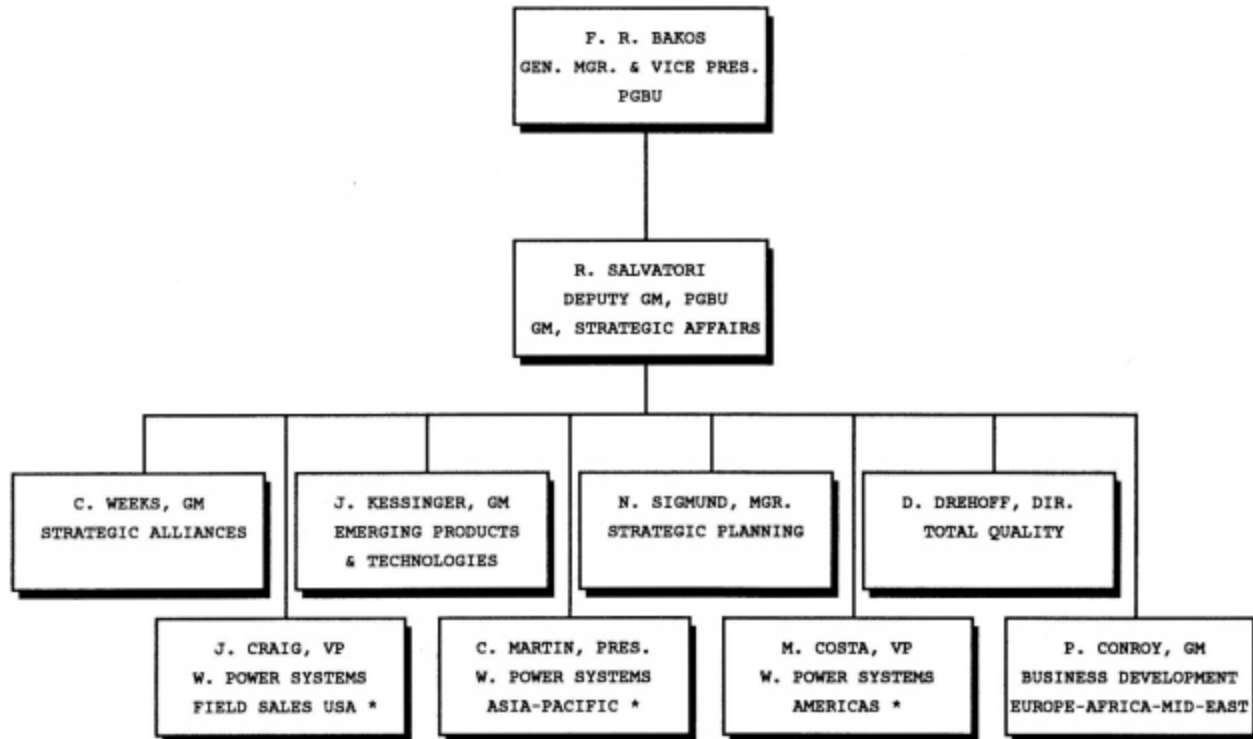 F. R. BAKOS
GEN. MGR. & VICE PRES.
PGBU
R. SALVATORI
DEPUTY GM, PGBU
GM, STRATEGIC AFFAIRS
C. WEEKS, GM
STRATEGIC ALLIANCES
J. KESSINGER, GM
EMERGING PRODUCTS
& TECHNOLOGIES
N. SIGMUND, MGR.
STRATEGIC PLANNING
D. DREHOFF, DIR.
TOTAL QUALITY
J. CRAIG, VP
W. POWER SYSTEMS
FIELD SALES USA *
C. MARTIN, PRES.
W. POWER SYSTEMS
ASIA-PACIFIC *
M. COSTA, VP
W. POWER SYSTEMS
AMERICAS *
P. CONROY, GM
BUSINESS DEVELOPMENT
EUROPE-AFRICA-MID-EAST